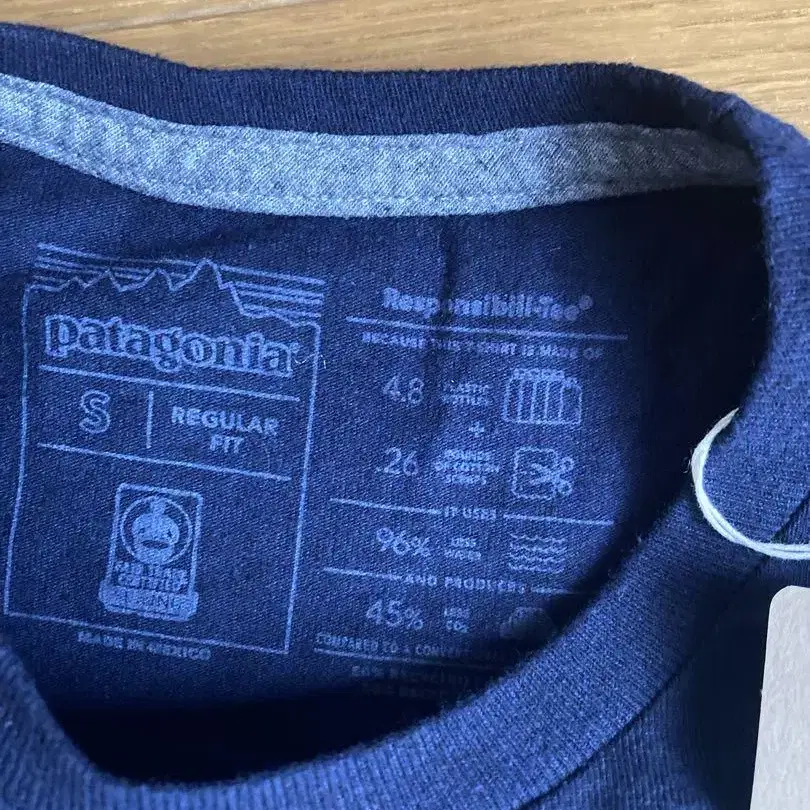 patagonia
S
REGULAR
FIT
FAIR TRADE
CERTIFIED
MADE IN MEXICO
Responsibili-Tee®
BECAUSE THIS T-SHIRT IS MADE OF
4.8 PLASTIC
BOTTLES
+
.26 POUNDS
OF COTTON
SCRAPS
IT USES
96% LESS
WATER
AND PRODUCES
45% LESS
CO2
COMPARED TO A